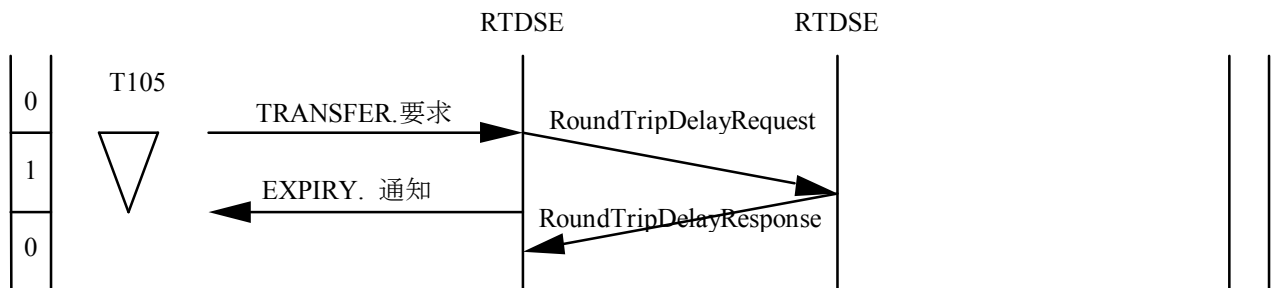 RTDSE
RTDSE
T105
0
TRANSFER.要求
RoundTripDelayRequest
1
EXPIRY. 通知
RoundTripDelayResponse
0